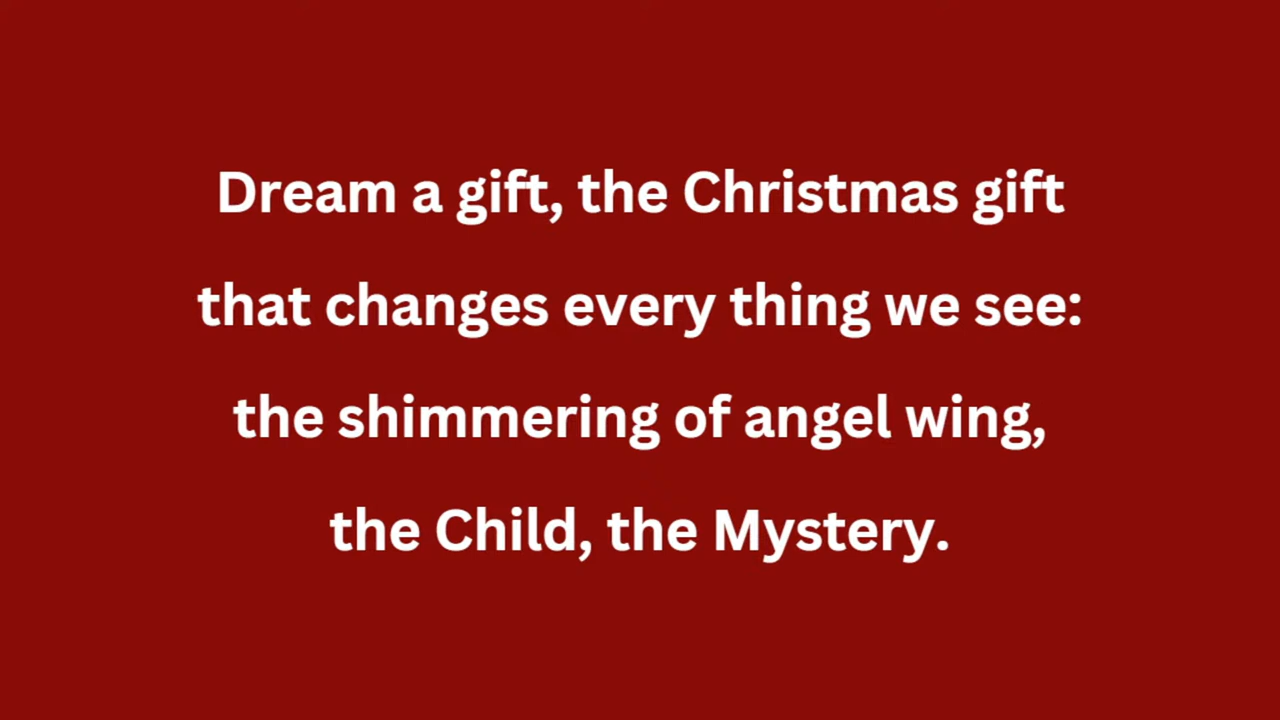 Dream a gift, the Christmas gift
that changes every thing we see:
the shimmering of angel wing,
the Child, the Mystery.